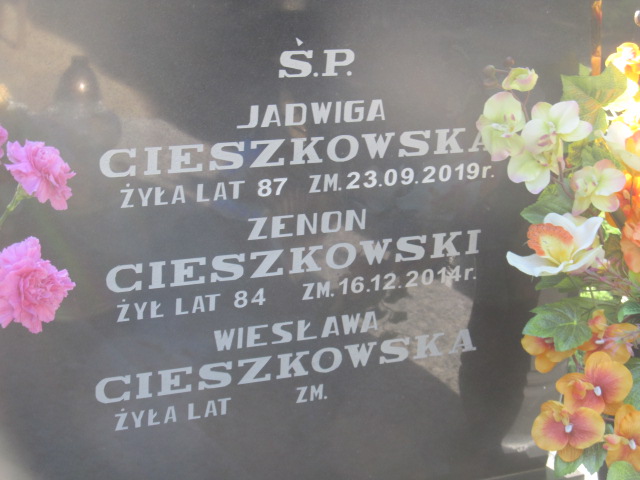 Ś.P.
JADWIGA
CIESZKOWSKA
ŻYŁA LAT 87 ZM. 23.09.2019r.
ZENON
CIESZKOWSKI
ŻYŁ LAT 84 ZM. 16.12.2014r.
WIESŁAWA
CIESZKOWSKA
ŻYŁA LAT ZM.